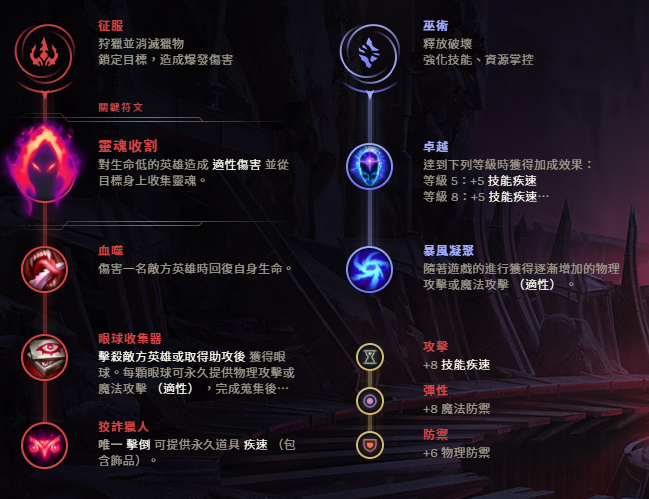 征服
狩獵並消滅獵物
鎖定目標，造成爆發傷害
關鍵符文
靈魂收割
對生命低的英雄造成 適性傷害 並從
目標身上收集靈魂。
血噬
傷害一名敵方英雄時回復自身生命。
眼球收集器
擊殺敵方英雄或取得助攻後 獲得眼
球。每顆眼球可永久提供物理攻擊或
魔法攻擊 （適性） ，完成蒐集後…
狡詐獵人
唯一 擊倒 可提供永久道具 疾速 （包
含飾品） 。
巫術
釋放破壞
強化技能、資源掌控
卓越
達到下列等級時獲得加成效果：
等級 5：+5 技能疾速
等級 8：+5 技能疾速…
暴風凝聚
隨著遊戲的進行獲得逐漸增加的物理
攻擊或魔法攻擊 （適性） 。
攻擊
+8 技能疾速
彈性
+8 魔法防禦
防禦
+6 物理防禦